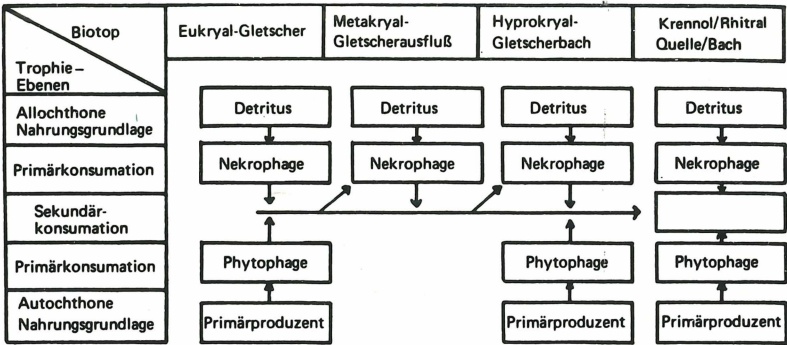 Biotop
Trophie–
Ebenen
Eukryal-Gletscher
Metakryal-
Gletscherausfluß
Hyprokryal-
Gletscherbach
Krennol/Rhitral
Quelle/Bach
Allochthone
Nahrungsgrundlage
Detritus
Detritus
Detritus
Detritus
Primärkonsumation
Nekrophage
Nekrophage
Nekrophage
Nekrophage
Sekundär-
konsumation
Primärkonsumation
Phytophage
Phytophage
Phytophage
Autochthone
Nahrungsgrundlage
Primärproduzent
Primärproduzent
Primärproduzent